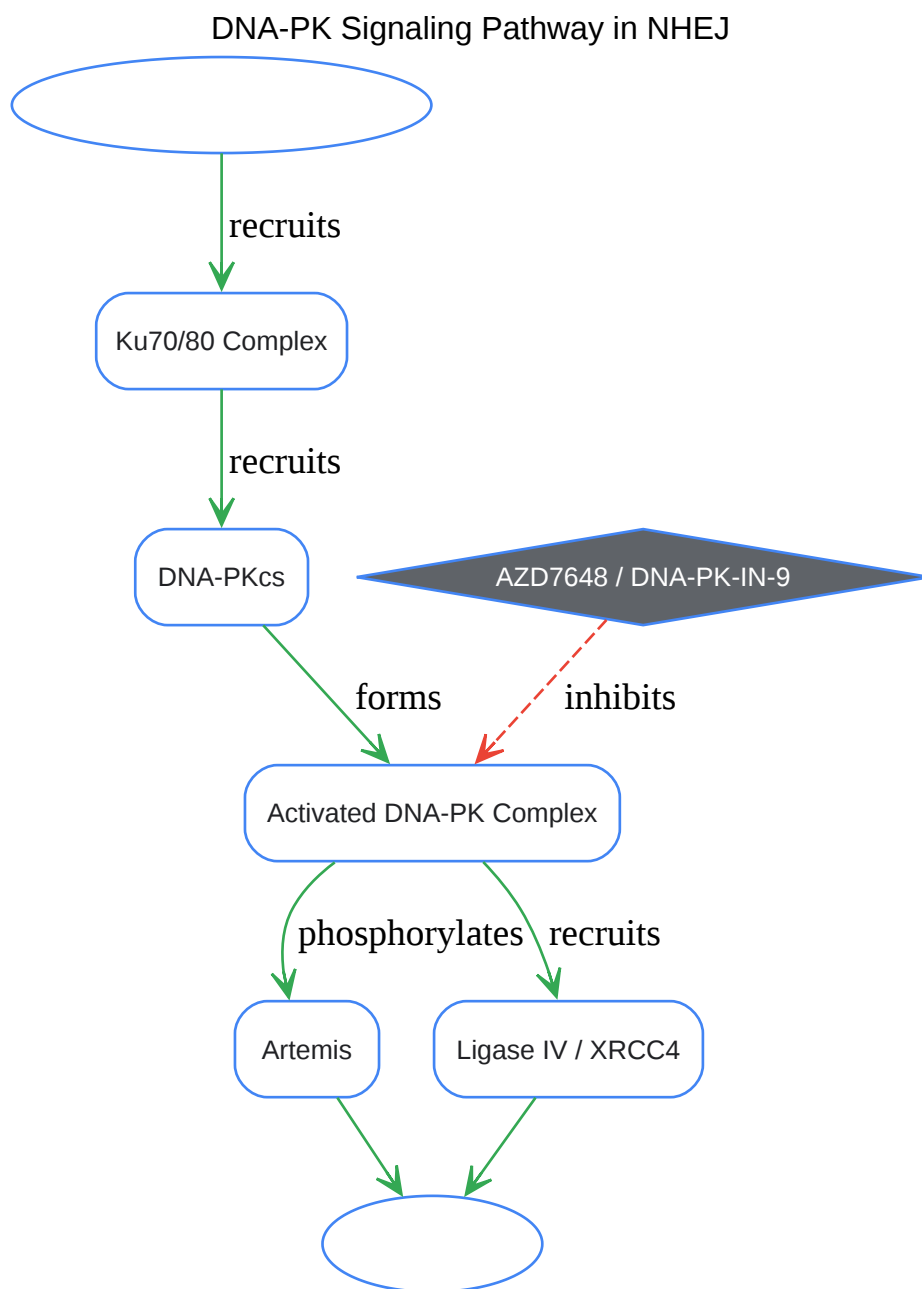 DNA-PK Signaling Pathway in NHEJ
recruits
Ku70/80 Complex
recruits
DNA-PKcs
AZD7648 / DNA-PK-IN-9
forms
inhibits
Activated DNA-PK Complex
phosphorylates
recruits
Artemis
Ligase IV / XRCC4